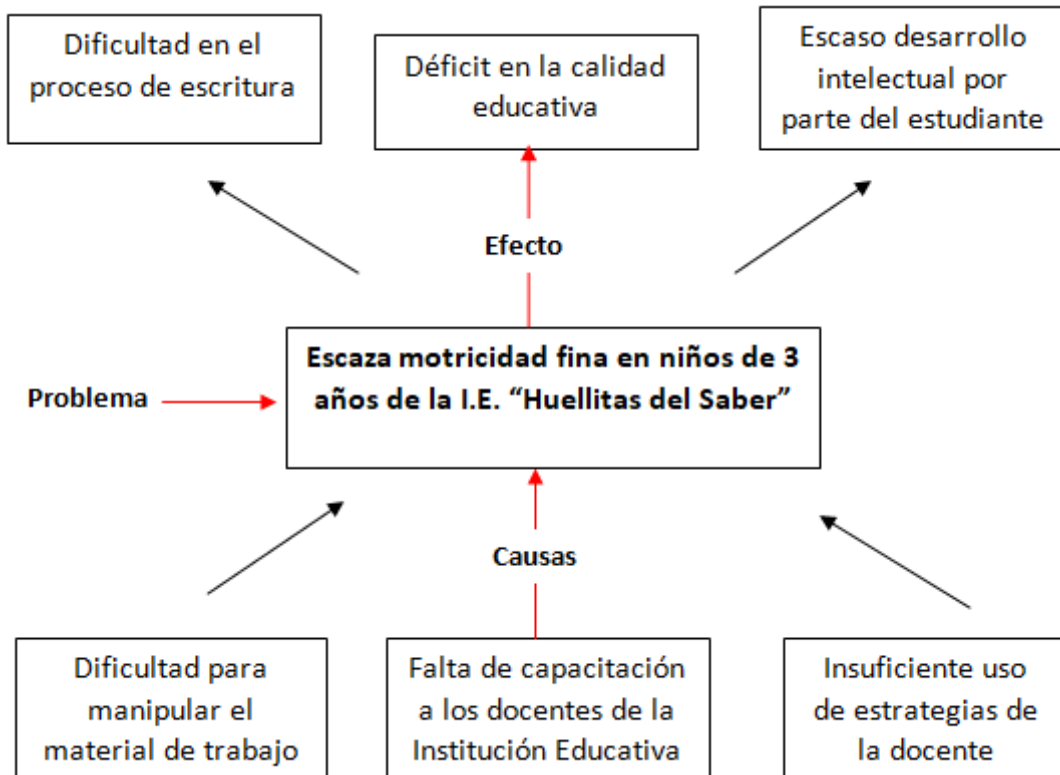 Dificultad en el
proceso de escritura
Déficit en la calidad
educativa
Escaso desarrollo
intelectual por
parte del estudiante
Efecto
Problema
Escaza motricidad fina en niños de 3
años de la I.E. “Huellitas del Saber”
Causas
Dificultad para
manipular el
material de trabajo
Falta de capacitación
a los docentes de la
Institución Educativa
Insuficiente uso
de estrategias de
la docente